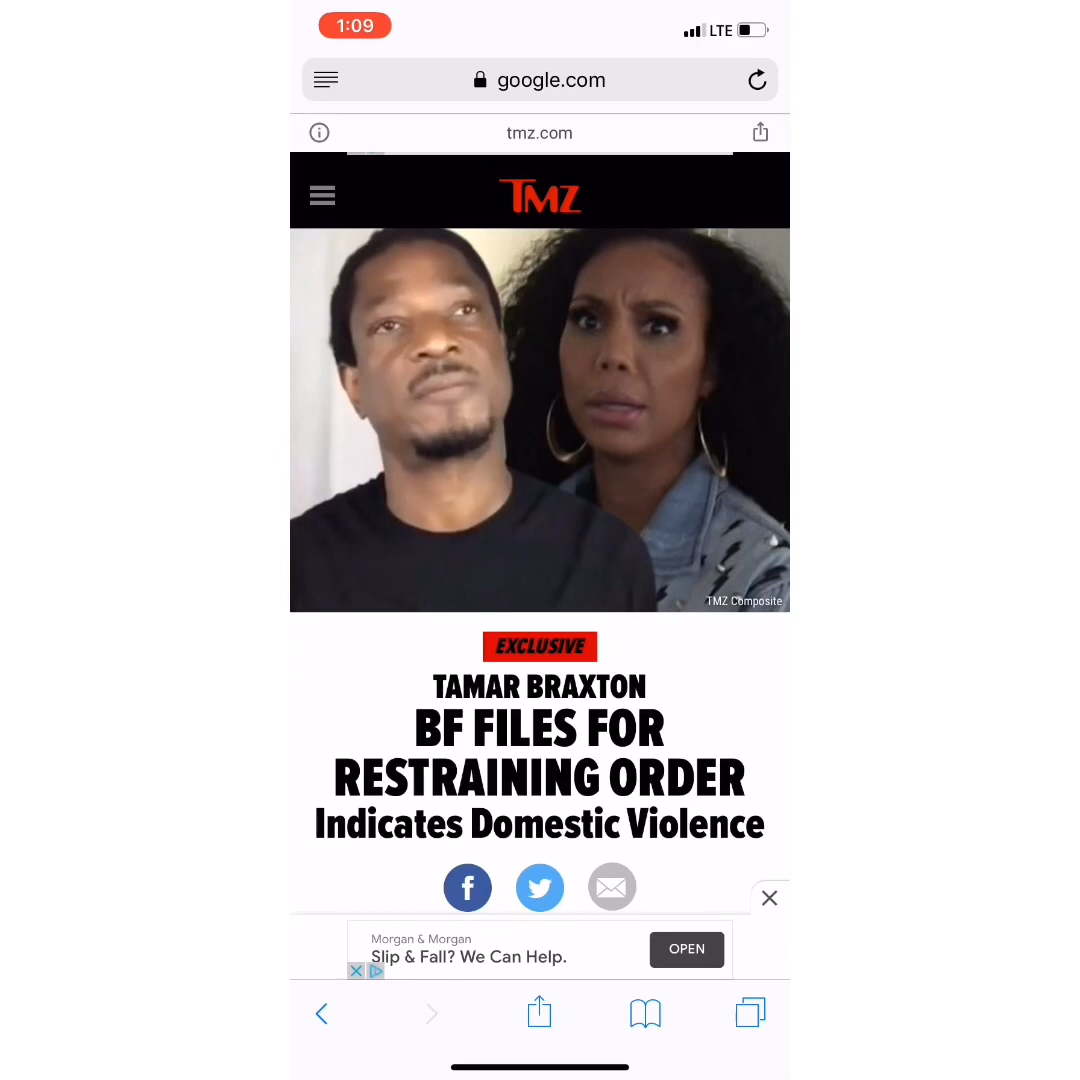 1:09
LTE
google.com
tmz.com
TMZ
TMZ Composite
EXCLUSIVE
TAMAR BRAXTON
BF FILES FOR
RESTRAINING ORDER
Indicates Domestic Violence
Morgan & Morgan
Slip & Fall? We Can Help.
OPEN